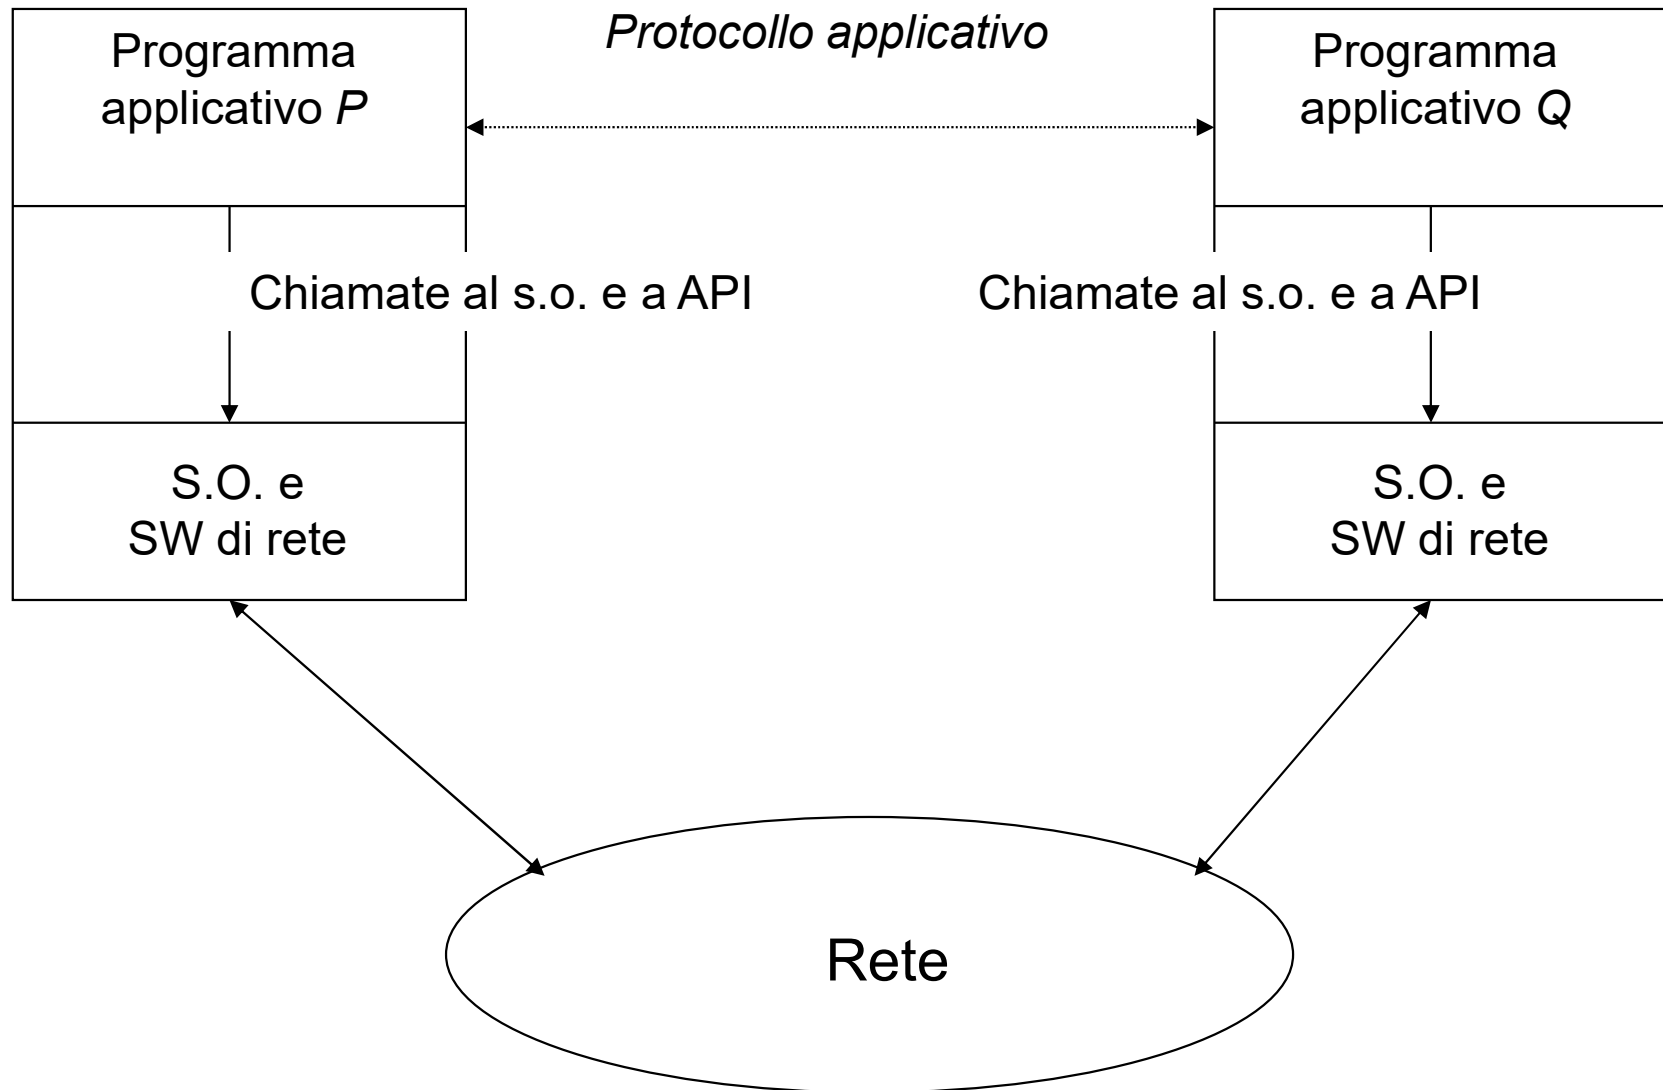 Programma
applicativo P
Protocollo applicativo
Programma
applicativo Q
Chiamate al s.o. e a API
Chiamate al s.o. e a API
S.O. e
SW di rete
S.O. e
SW di rete
Rete